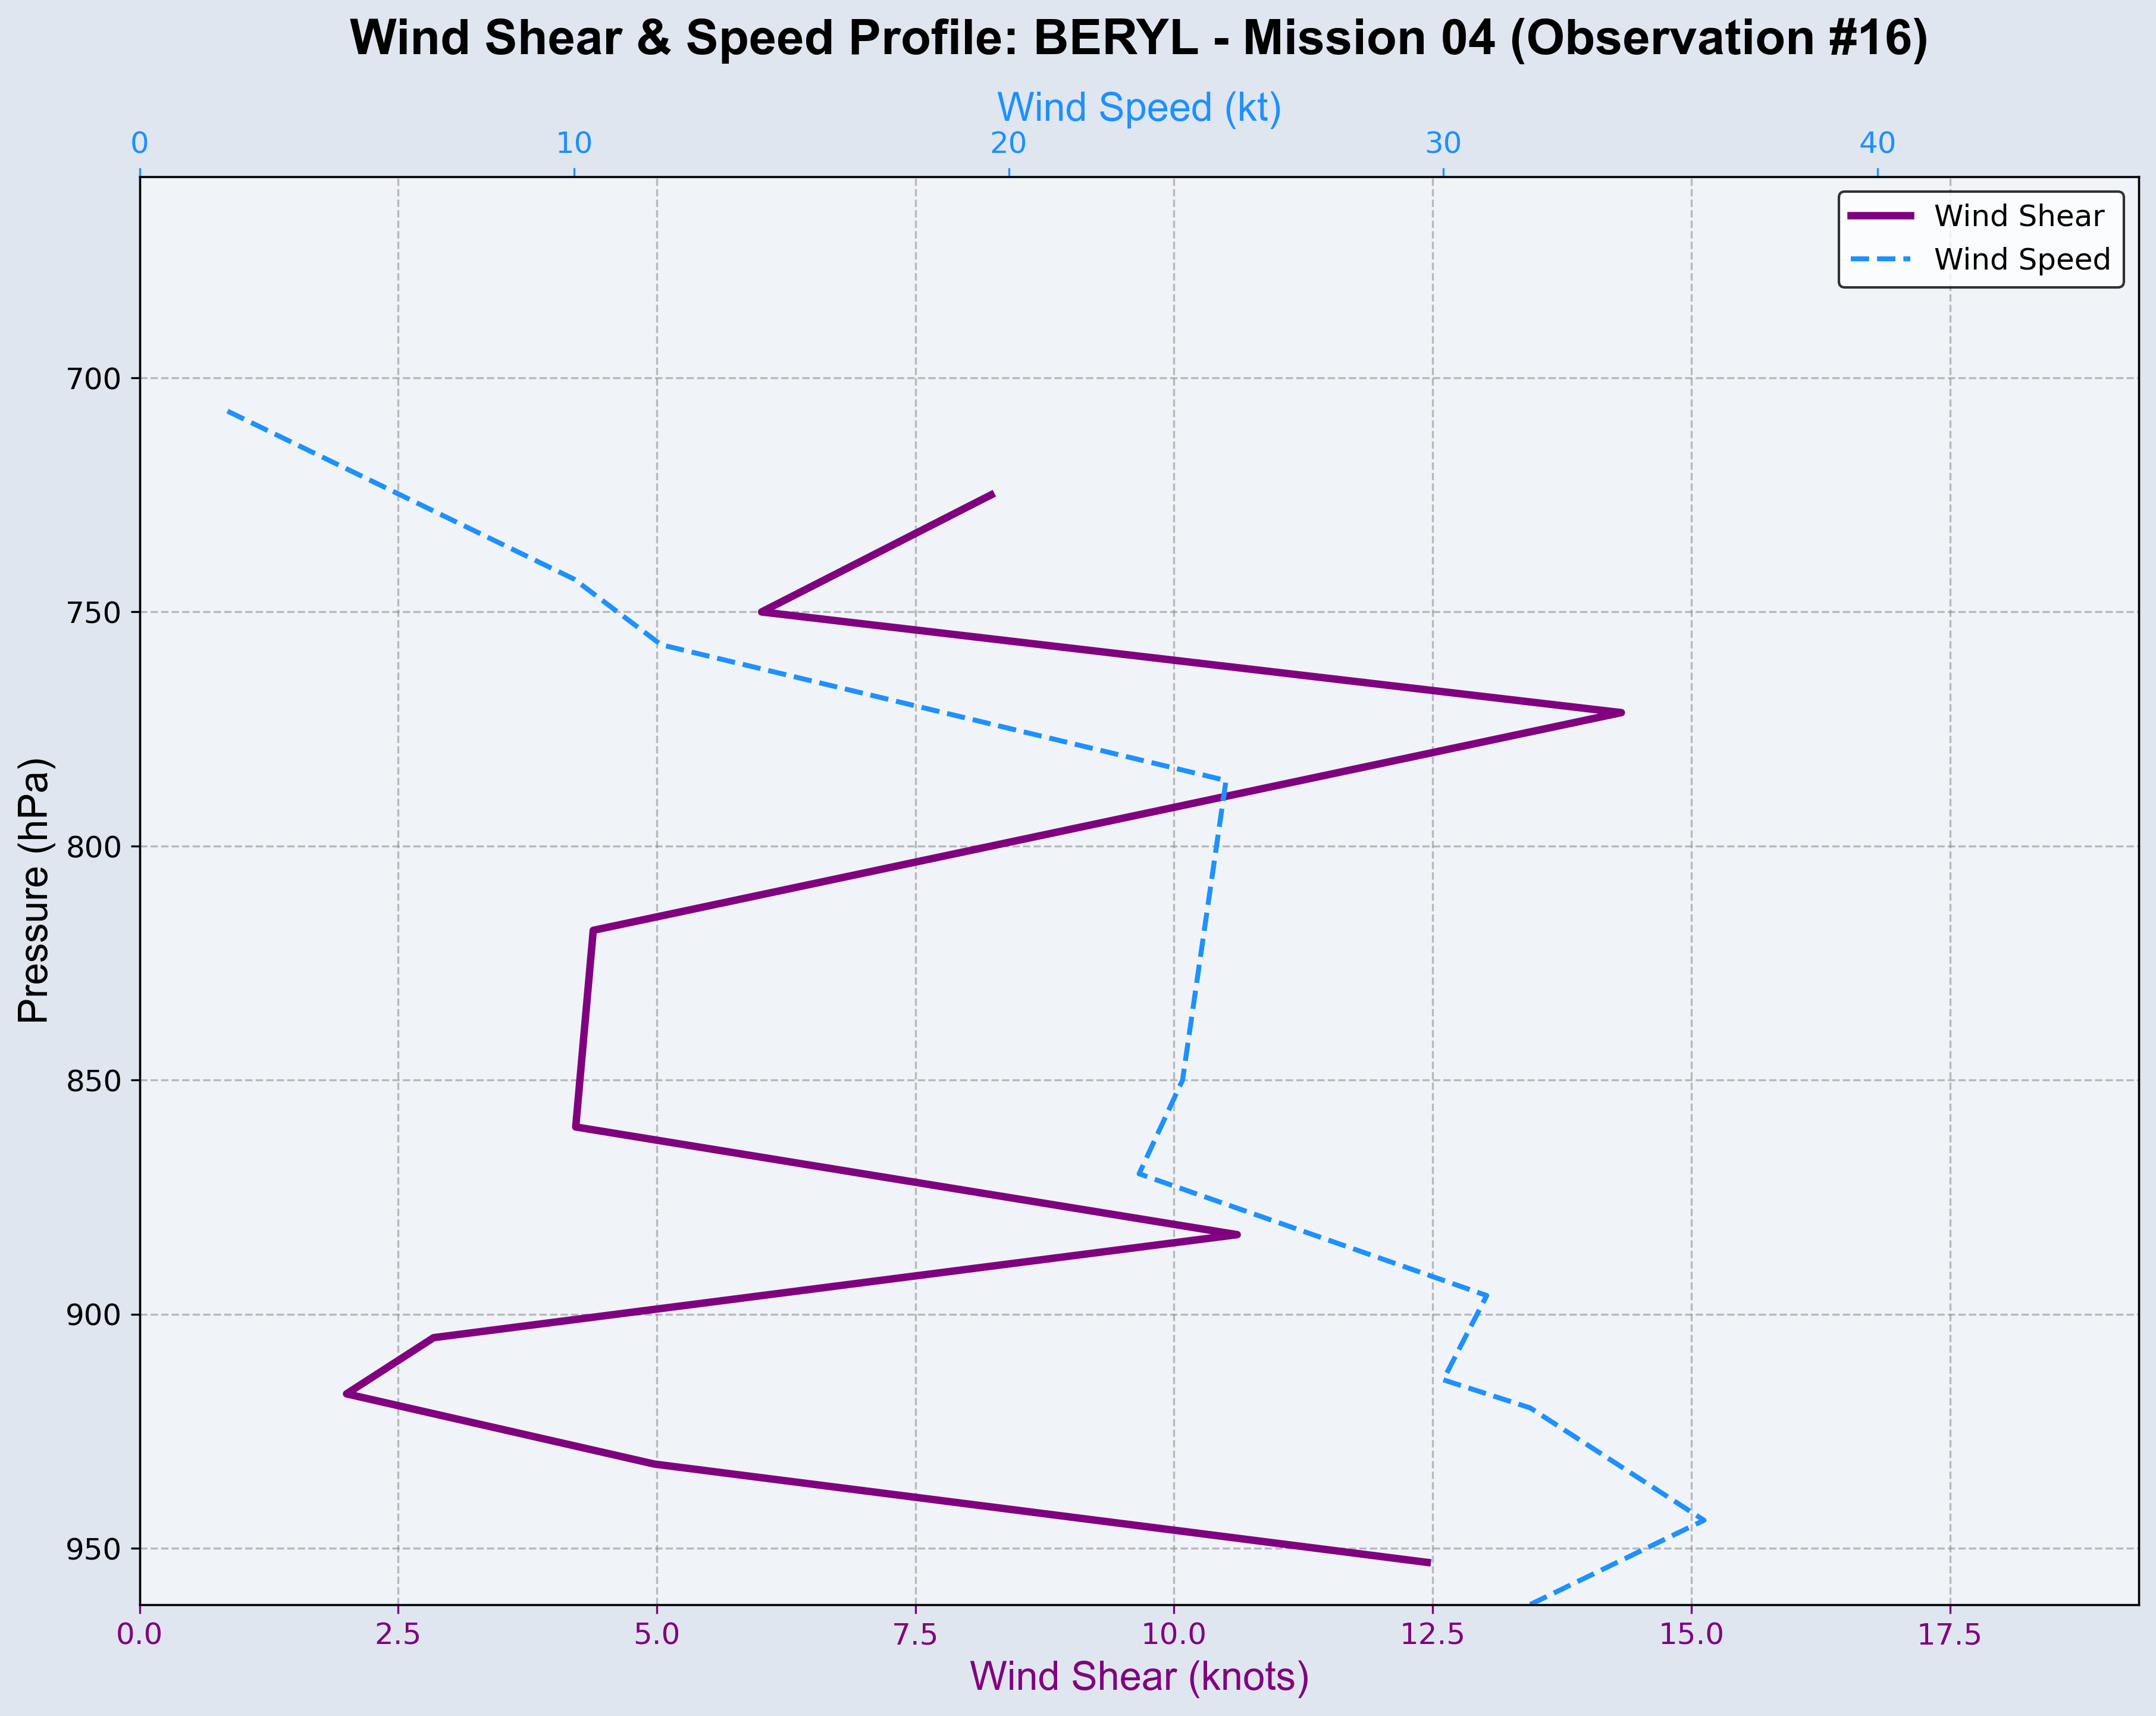 Wind Shear & Speed Profile: BERYL - Mission 04 (Observation #16)
Wind Speed (kt)
0 10 20 30 40
Wind Shear
Wind Speed
700
750
800
850
900
950
Pressure (hPa)
0.0 2.5 5.0 7.5 10.0 12.5 15.0 17.5
Wind Shear (knots)